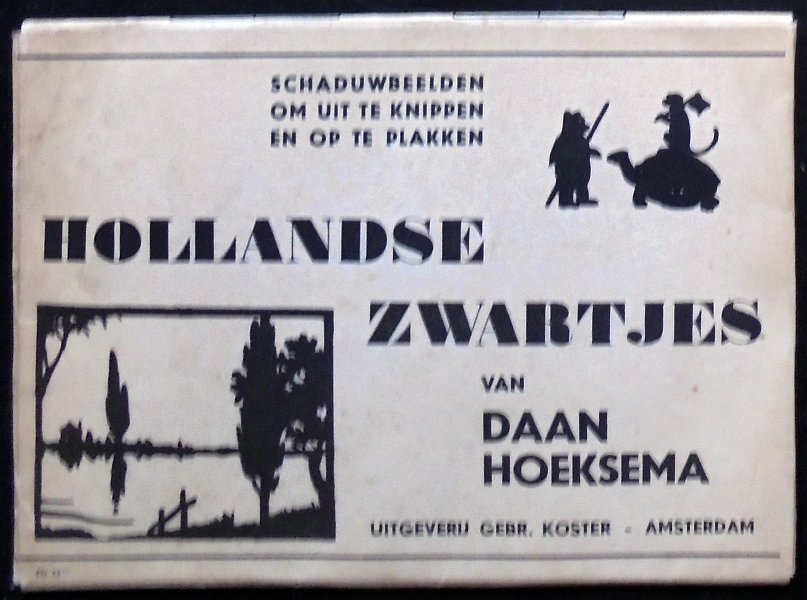 SCHADUWBEELDEN
OM UIT TE KNIPPEN
EN OP TE PLAKKEN
HOLLANDSE
ZWARTJES
VAN
DAAN
HOEKSEMA
UITGEVERIJ GEBR. KOSTER - AMSTERDAM